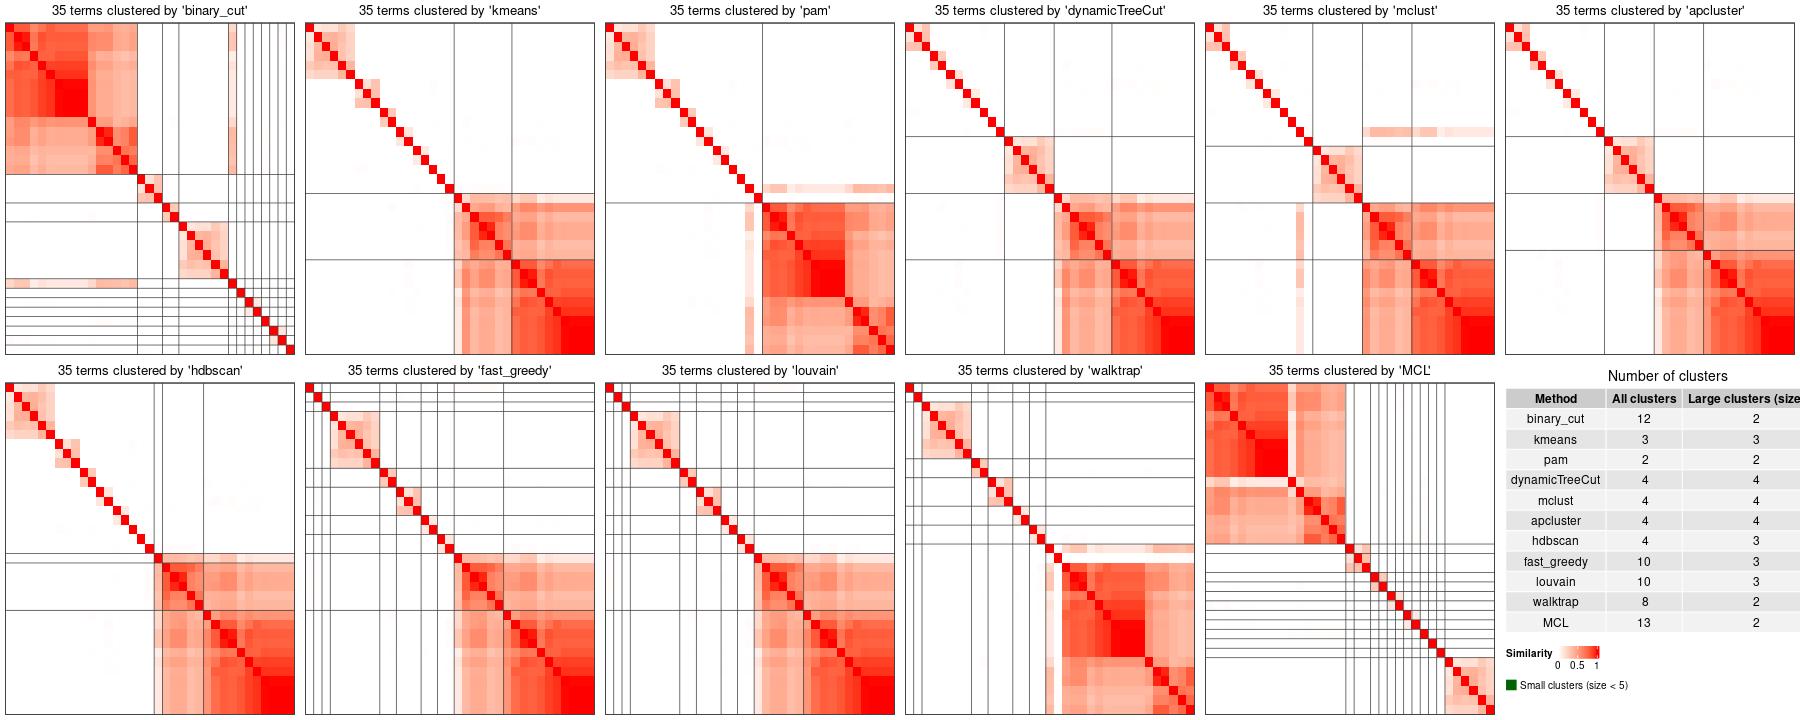 35 terms clustered by 'binary_cut'
35 terms clustered by 'kmeans'
35 terms clustered by 'pam'
35 terms clustered by 'dynamicTreeCut'
35 terms clustered by 'mclust'
35 terms clustered by 'apcluster'
35 terms clustered by 'hdbscan'
35 terms clustered by 'fast_greedy'
35 terms clustered by 'louvain'
35 terms clustered by 'walktrap'
35 terms clustered by 'MCL'
Number of clusters
Method All clusters Large clusters (size
binary_cut 12 2
kmeans 3 3
pam 2 2
dynamicTreeCut 4 4
mclust 4 4
apcluster 4 4
hdbscan 4 3
fast_greedy 10 3
louvain 10 3
walktrap 8 2
MCL 13 2
Similarity
0 0.5 1
Small clusters (size < 5)